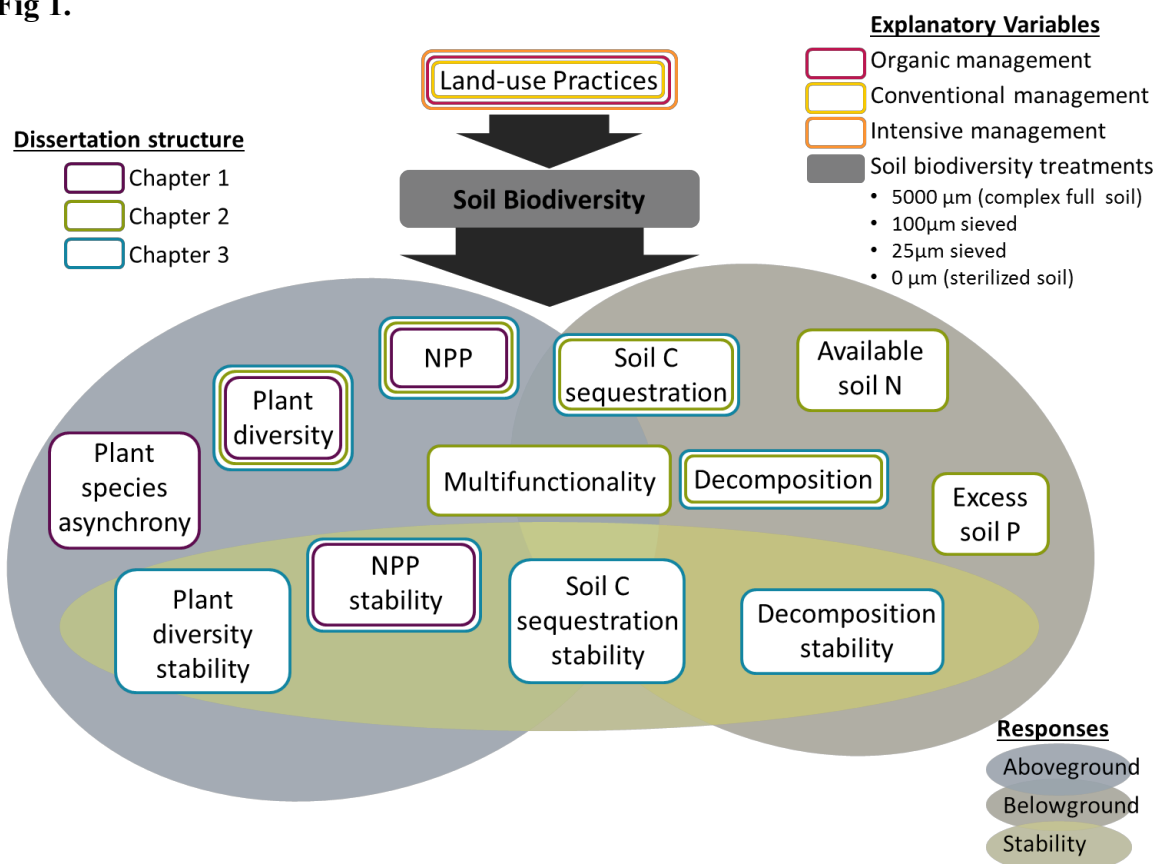 Fig 1.
Land-use Practices
Soil Biodiversity
Dissertation structure
Chapter 1
Chapter 2
Chapter 3
Explanatory Variables
Organic management
Conventional management
Intensive management
Soil biodiversity treatments
• 5000 µm (complex full soil)
• 100µm sieved
• 25µm sieved
• 0 µm (sterilized soil)
NPP
Soil C
sequestration
Available
soil N
Plant
diversity
Plant
species
asynchrony
Multifunctionality
Decomposition
Excess
soil P
NPP
stability
Plant
diversity
stability
Soil C
sequestration
stability
Decomposition
stability
Responses
Aboveground
Belowground
Stability